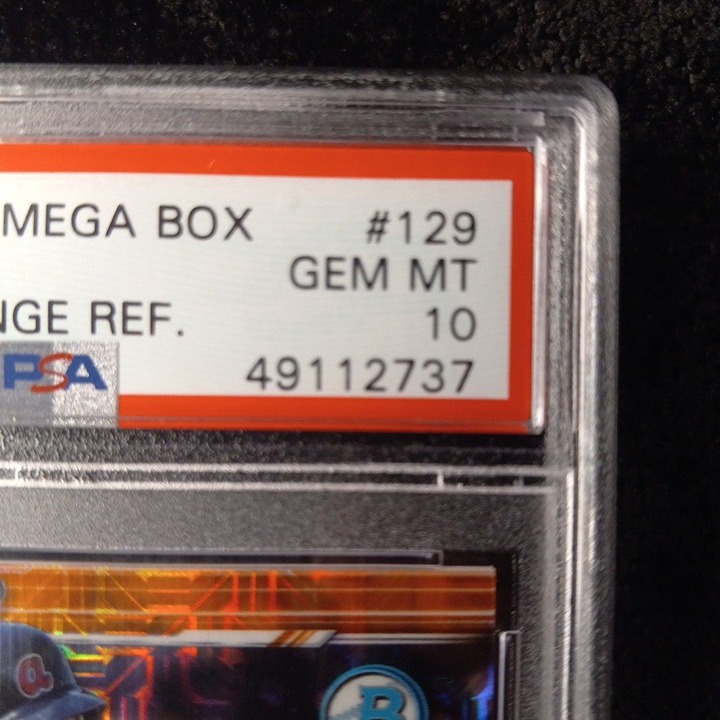 MEGA BOX #129
GEM MT
NGE REF. 10
PSA 49112737
a
B